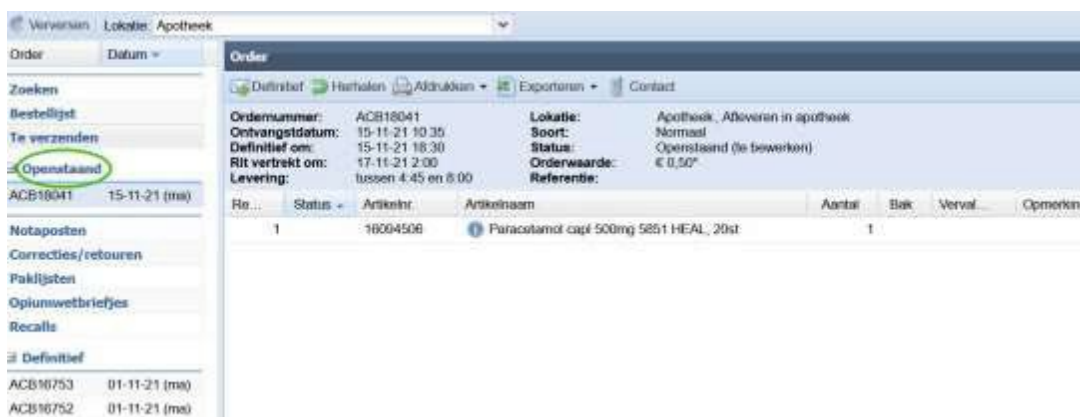 Verversen Lokatie: Apotheek
Order Datum
Zoeken
Bestellijst
Te verzenden
Openstaand
ACB18041 15-11-21 (ma)
Notaposten
Correcties/retouren
Paklijsten
Opiumwetbriefjes
Recalls
Definitief
ACB16753 01-11-21 (ma)
ACB16752 01-11-21 (ma)
Order
Definitief Herhalen Afdrukken Exporteren Contact
Ordernummer: ACB18041 Lokatie: Apotheek, Afleveren in apotheek
Ontvangstdatum: 15-11-21 10:35 Soort: Normaal
Definitief om: 15-11-21 18:30 Status: Openstaand (te bewerken)
Rit vertrekt om: 17-11-21 2:00 Orderwaarde: € 0,50*
Levering: tussen 4:45 en 8:00 Referentie:
Re... Status Artikelnr. Artikelnaam Aantal Bak Verval... Opmerkin
1 16094506 Paracetamol capl 500mg 5851 HEAL, 20st 1